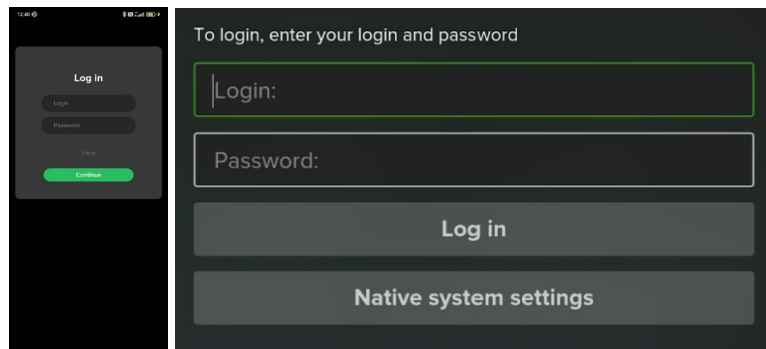 12:40
Log in
Login
Password
Help
Continue
To login, enter your login and password
Login:
Password:
Log in
Native system settings